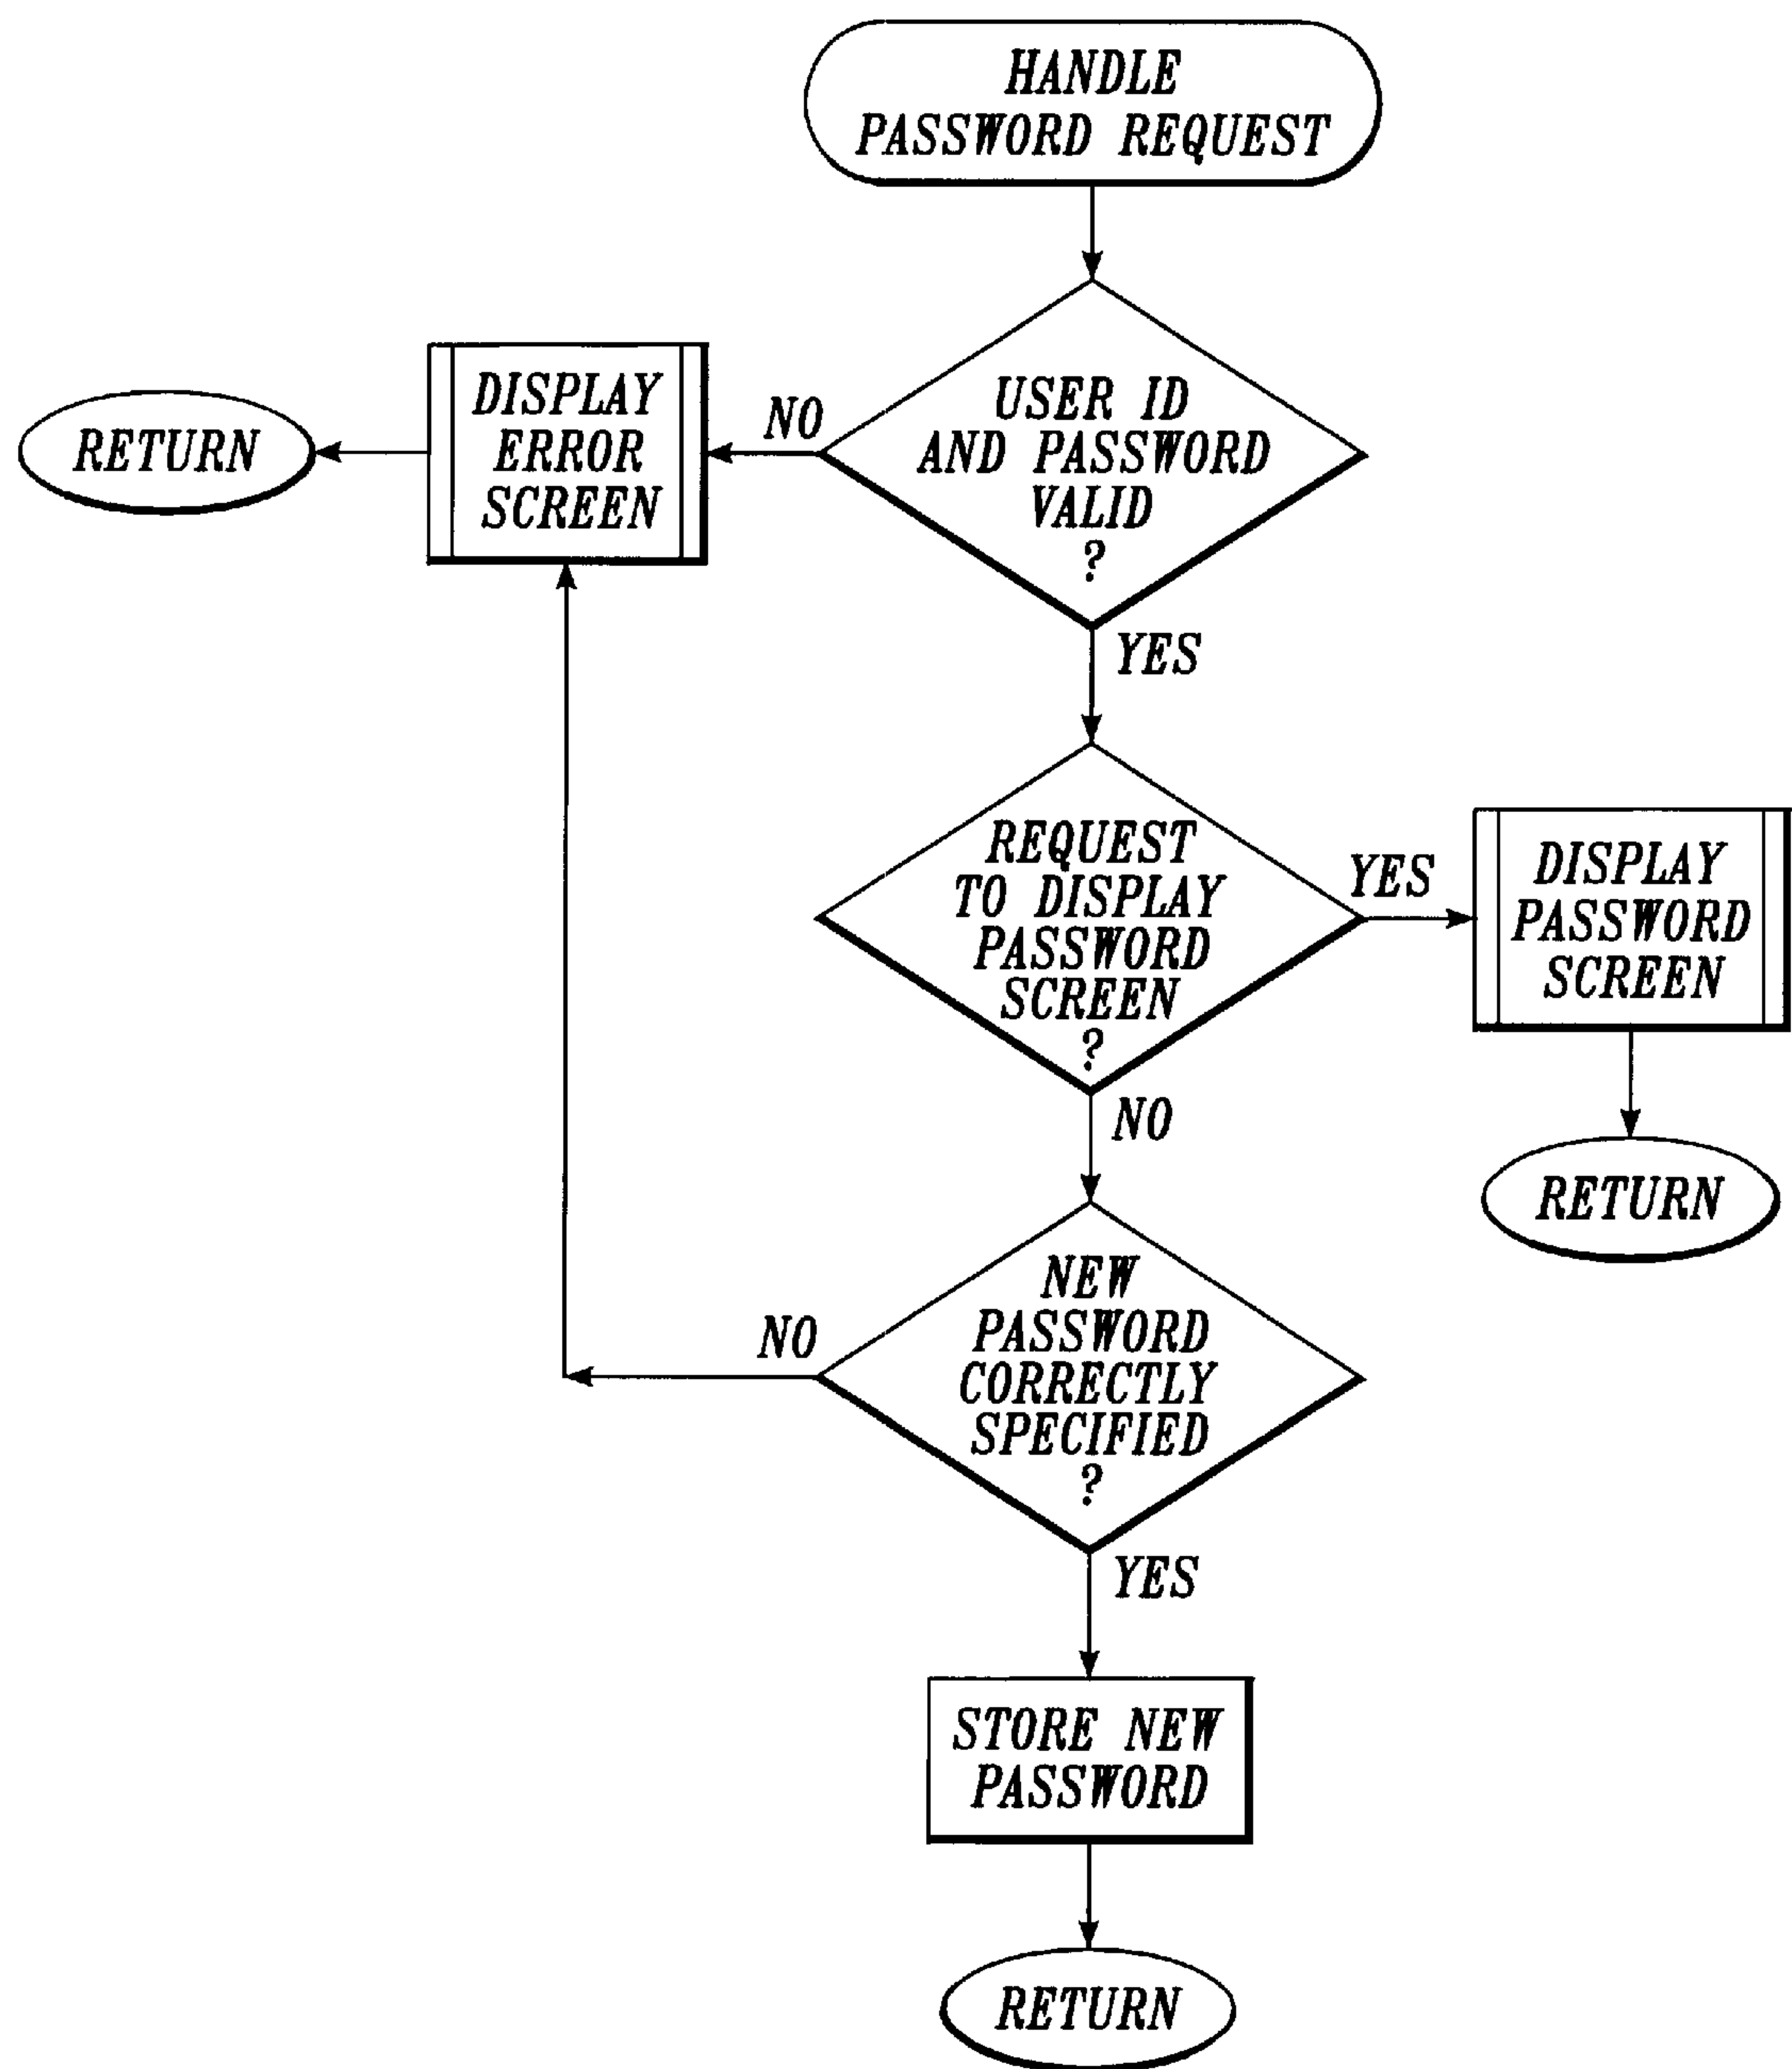 HANDLE
PASSWORD REQUEST
USER ID
AND PASSWORD
VALID
?
NO
DISPLAY
ERROR
SCREEN
RETURN
YES
REQUEST
TO DISPLAY
PASSWORD
SCREEN
?
YES
DISPLAY
PASSWORD
SCREEN
RETURN
NO
NEW
PASSWORD
CORRECTLY
SPECIFIED
?
NO
YES
STORE NEW
PASSWORD
RETURN